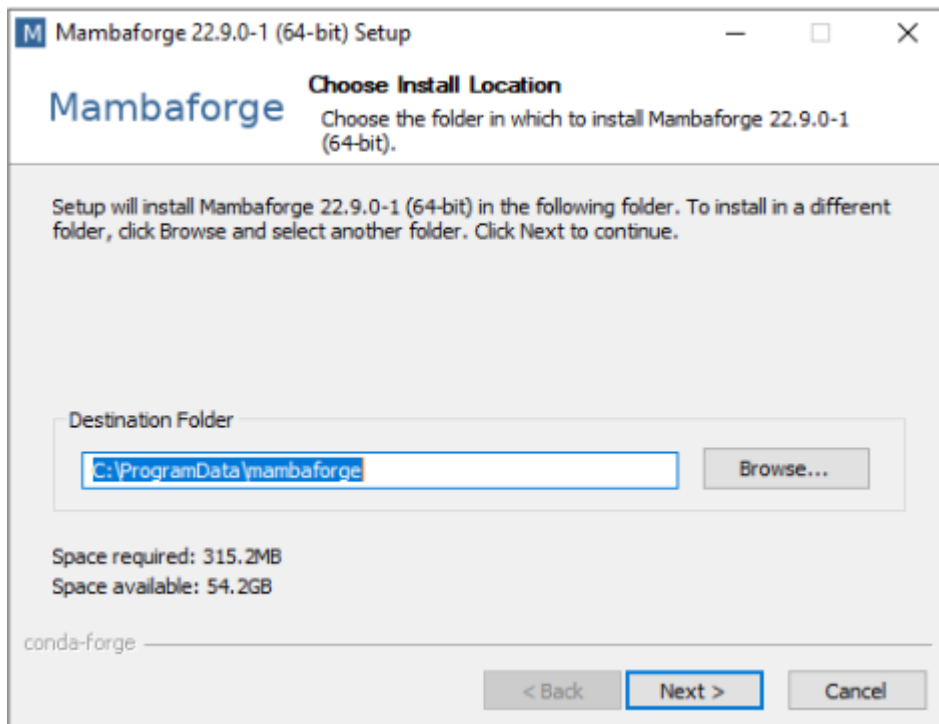 M Mambaforge 22.9.0-1 (64-bit) Setup
Mambaforge
Choose Install Location
Choose the folder in which to install Mambaforge 22.9.0-1
(64-bit).
Setup will install Mambaforge 22.9.0-1 (64-bit) in the following folder. To install in a different
folder, click Browse and select another folder. Click Next to continue.
Destination Folder
C:\ProgramData\mambaforge
Browse...
Space required: 315.2MB
Space available: 54.2GB
conda-forge
< Back
Next >
Cancel